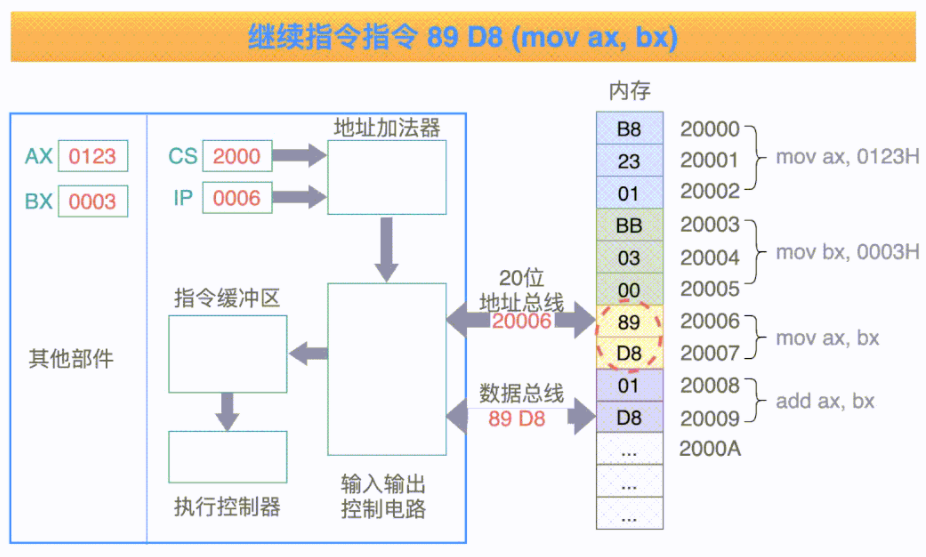 继续指令指令 89 D8 (mov ax, bx)
内存
地址加法器
AX 0123
CS 2000
BX 0003
IP 0006
B8 20000
23 20001 mov ax, 0123H
01 20002
BB 20003
03 20004 mov bx, 0003H
00 20005
20位
地址总线
20006
89 20006
D8 20007 mov ax, bx
指令缓冲区
其他部件
数据总线
89 D8
01 20008
D8 20009 add ax, bx
... 2000A
...
...
执行控制器
输入输出
控制电路